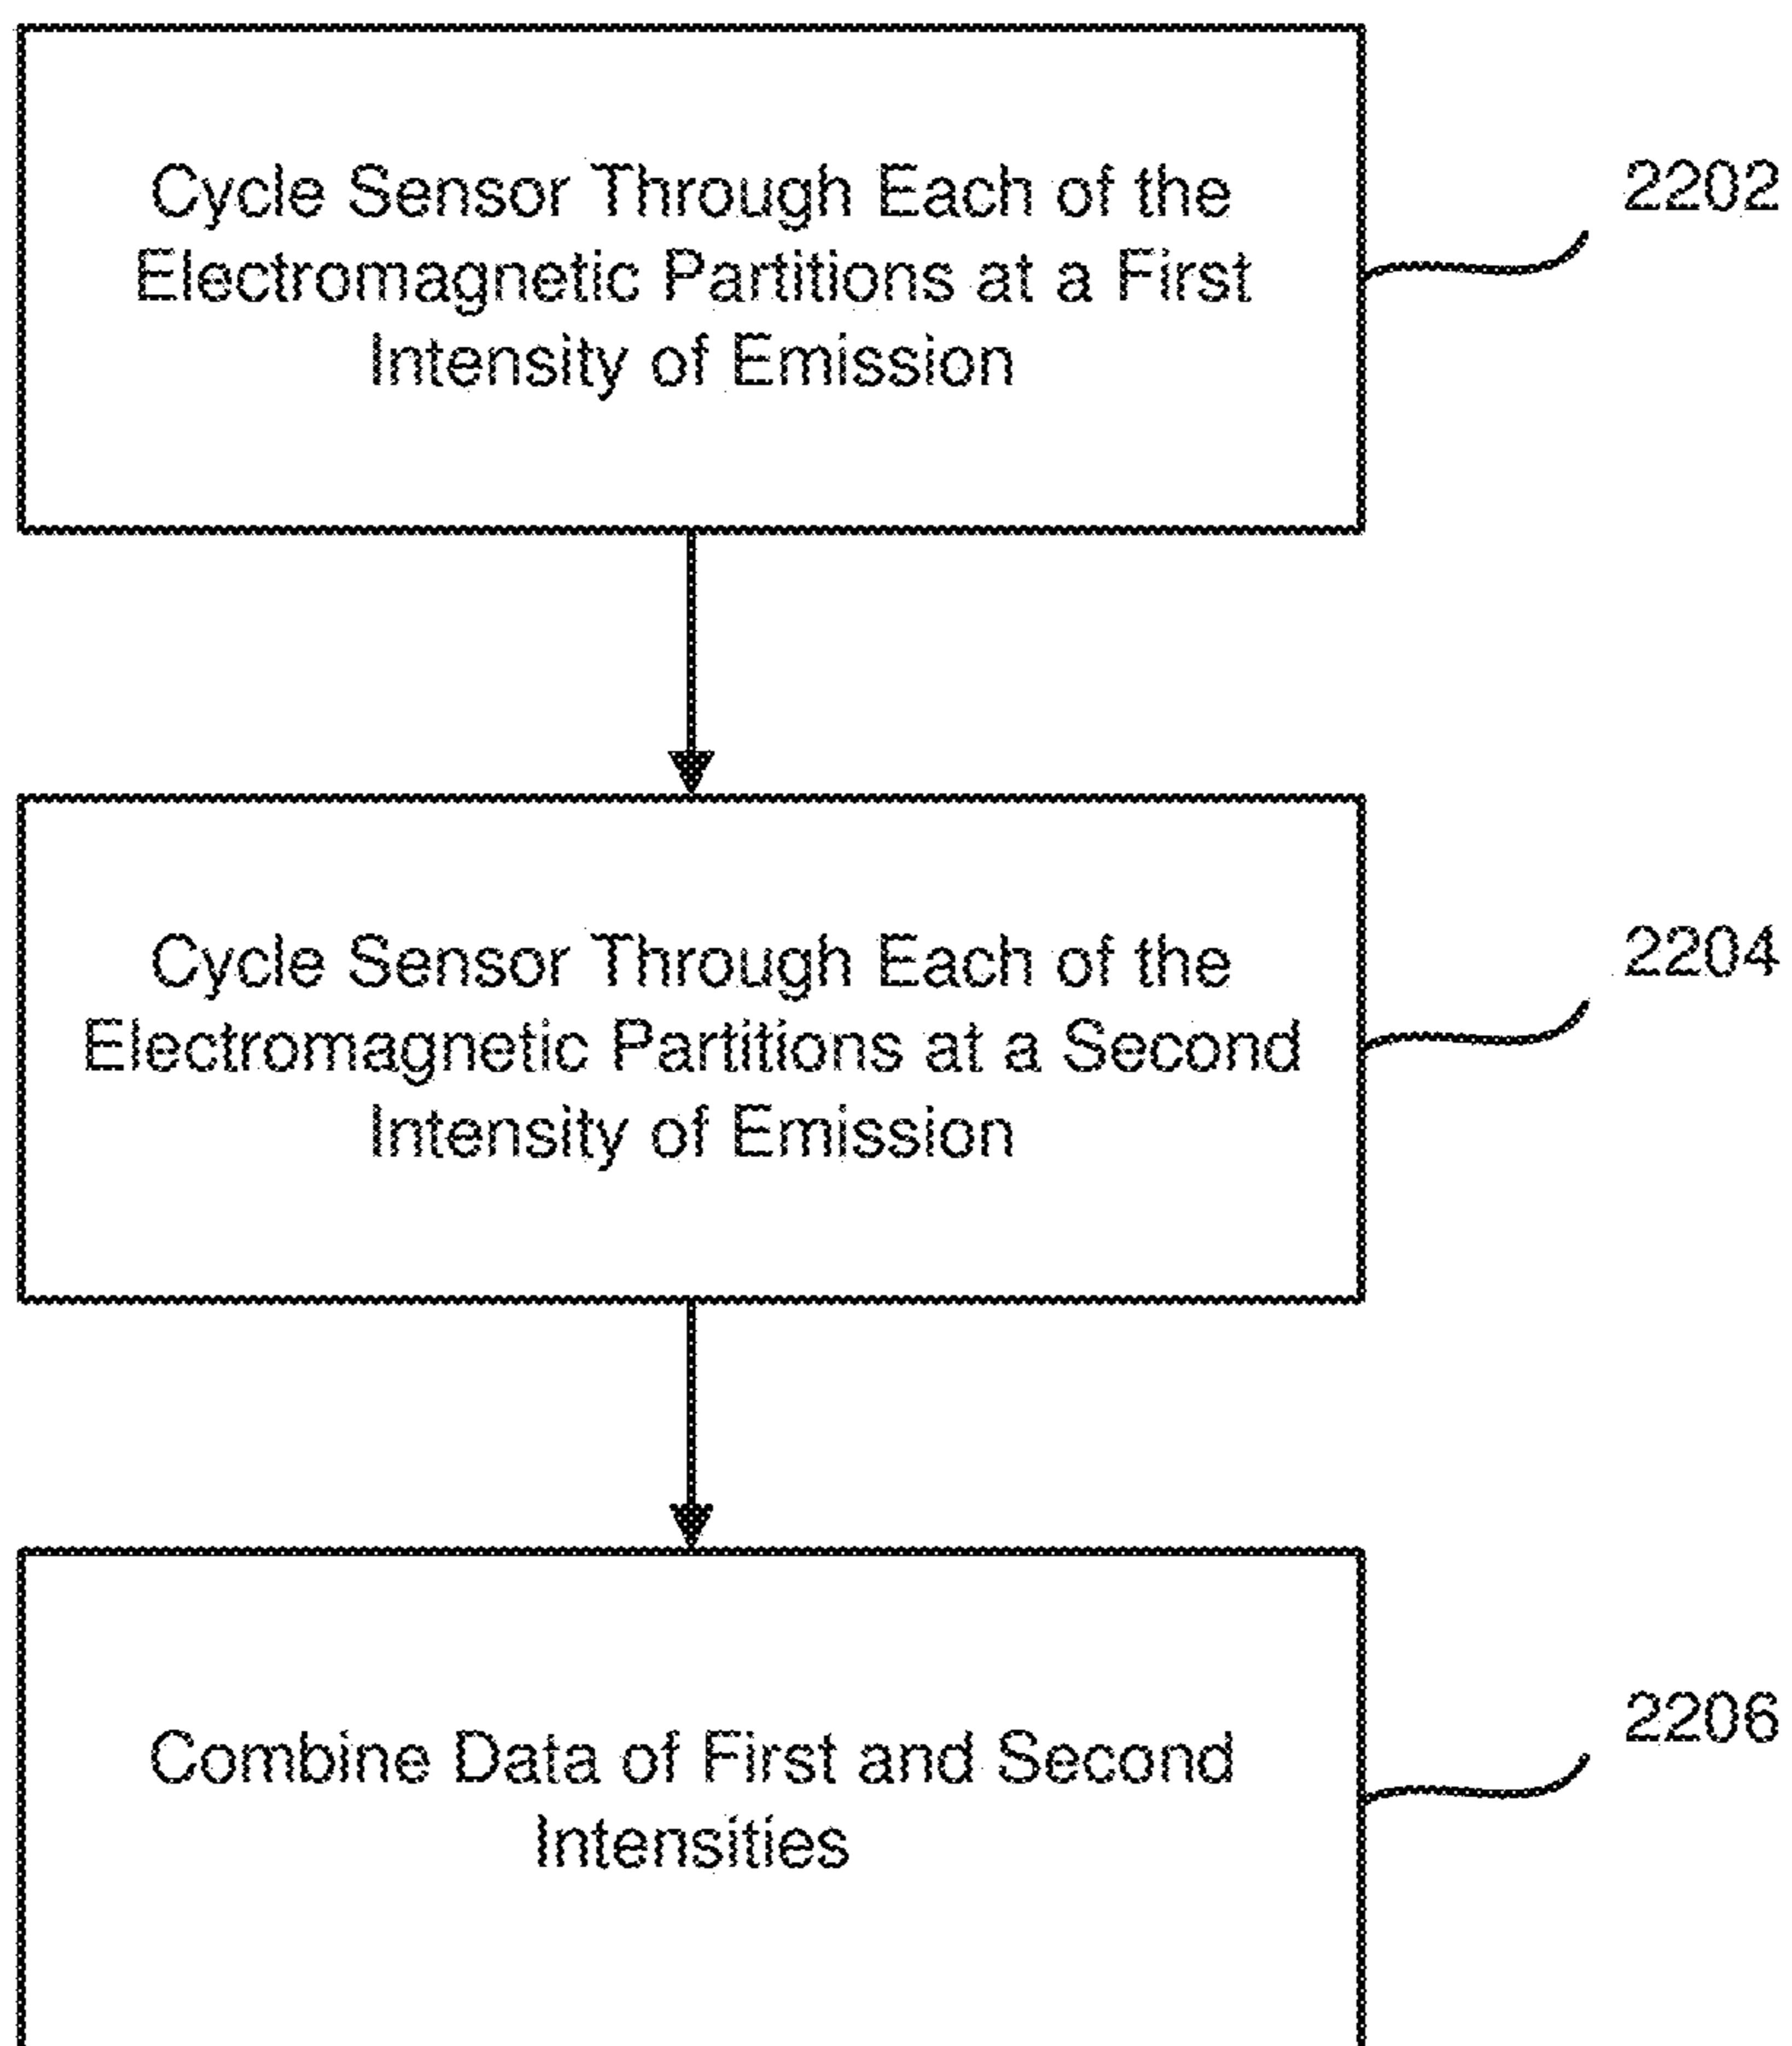 Cycle Sensor Through Each of the
Electromagnetic Partitions at a First
Intensity of Emission
2202
Cycle Sensor Through Each of the
Electromagnetic Partitions at a Second
Intensity of Emission
2204
Combine Data of First and Second
Intensities
2206